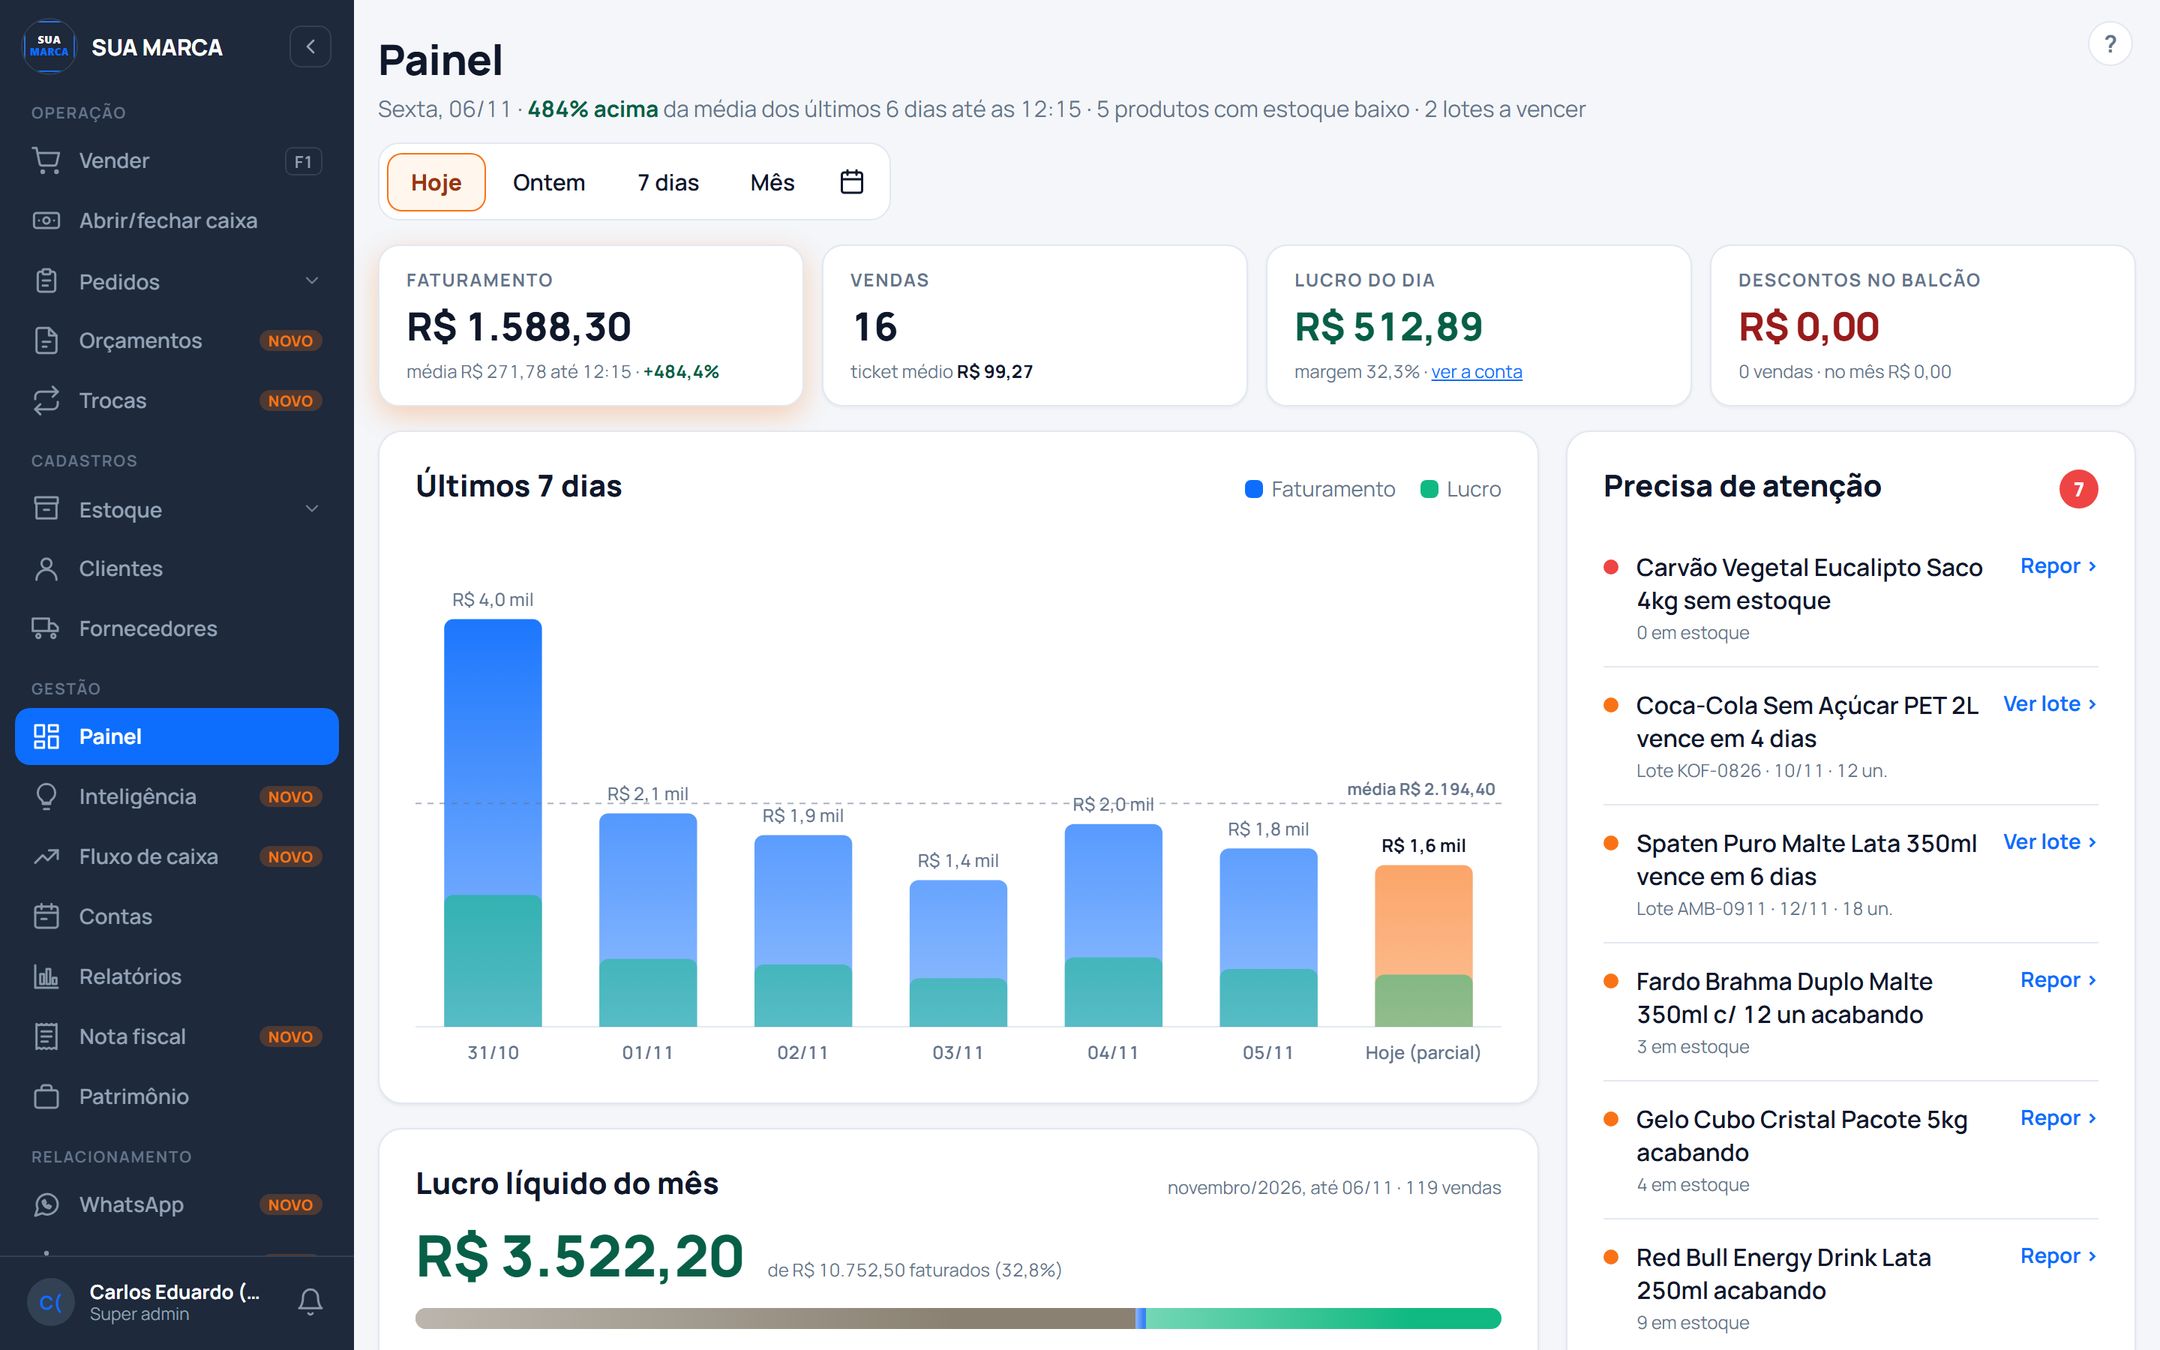 SUA
MARCA
SUA MARCA
OPERAÇÃO
Vender F1
Abrir/fechar caixa
Pedidos
Orçamentos NOVO
Trocas NOVO
CADASTROS
Estoque
Clientes
Fornecedores
GESTÃO
Painel
Inteligência NOVO
Fluxo de caixa NOVO
Contas
Relatórios
Nota fiscal NOVO
Patrimônio
RELACIONAMENTO
WhatsApp NOVO
C(
Carlos Eduardo (...
Super admin
Painel
?
Sexta, 06/11 · 484% acima da média dos últimos 6 dias até as 12:15 · 5 produtos com estoque baixo · 2 lotes a vencer
Hoje Ontem 7 dias Mês
FATURAMENTO
R$ 1.588,30
média R$ 271,78 até 12:15 · +484,4%
VENDAS
16
ticket médio R$ 99,27
LUCRO DO DIA
R$ 512,89
margem 32,3% · ver a conta
DESCONTOS NO BALCÃO
R$ 0,00
0 vendas · no mês R$ 0,00
Últimos 7 dias
Faturamento Lucro
R$ 4,0 mil
R$ 2,1 mil
R$ 1,9 mil
R$ 1,4 mil
R$ 2,0 mil
R$ 1,8 mil
R$ 1,6 mil
média R$ 2.194,40
31/10 01/11 02/11 03/11 04/11 05/11 Hoje (parcial)
Lucro líquido do mês
novembro/2026, até 06/11 · 119 vendas
R$ 3.522,20 de R$ 10.752,50 faturados (32,8%)
Precisa de atenção 7
Carvão Vegetal Eucalipto Saco Repor ›
4kg sem estoque
0 em estoque
Coca-Cola Sem Açúcar PET 2L Ver lote ›
vence em 4 dias
Lote KOF-0826 · 10/11 · 12 un.
Spaten Puro Malte Lata 350ml Ver lote ›
vence em 6 dias
Lote AMB-0911 · 12/11 · 18 un.
Fardo Brahma Duplo Malte Repor ›
350ml c/ 12 un acabando
3 em estoque
Gelo Cubo Cristal Pacote 5kg Repor ›
acabando
4 em estoque
Red Bull Energy Drink Lata Repor ›
250ml acabando
9 em estoque